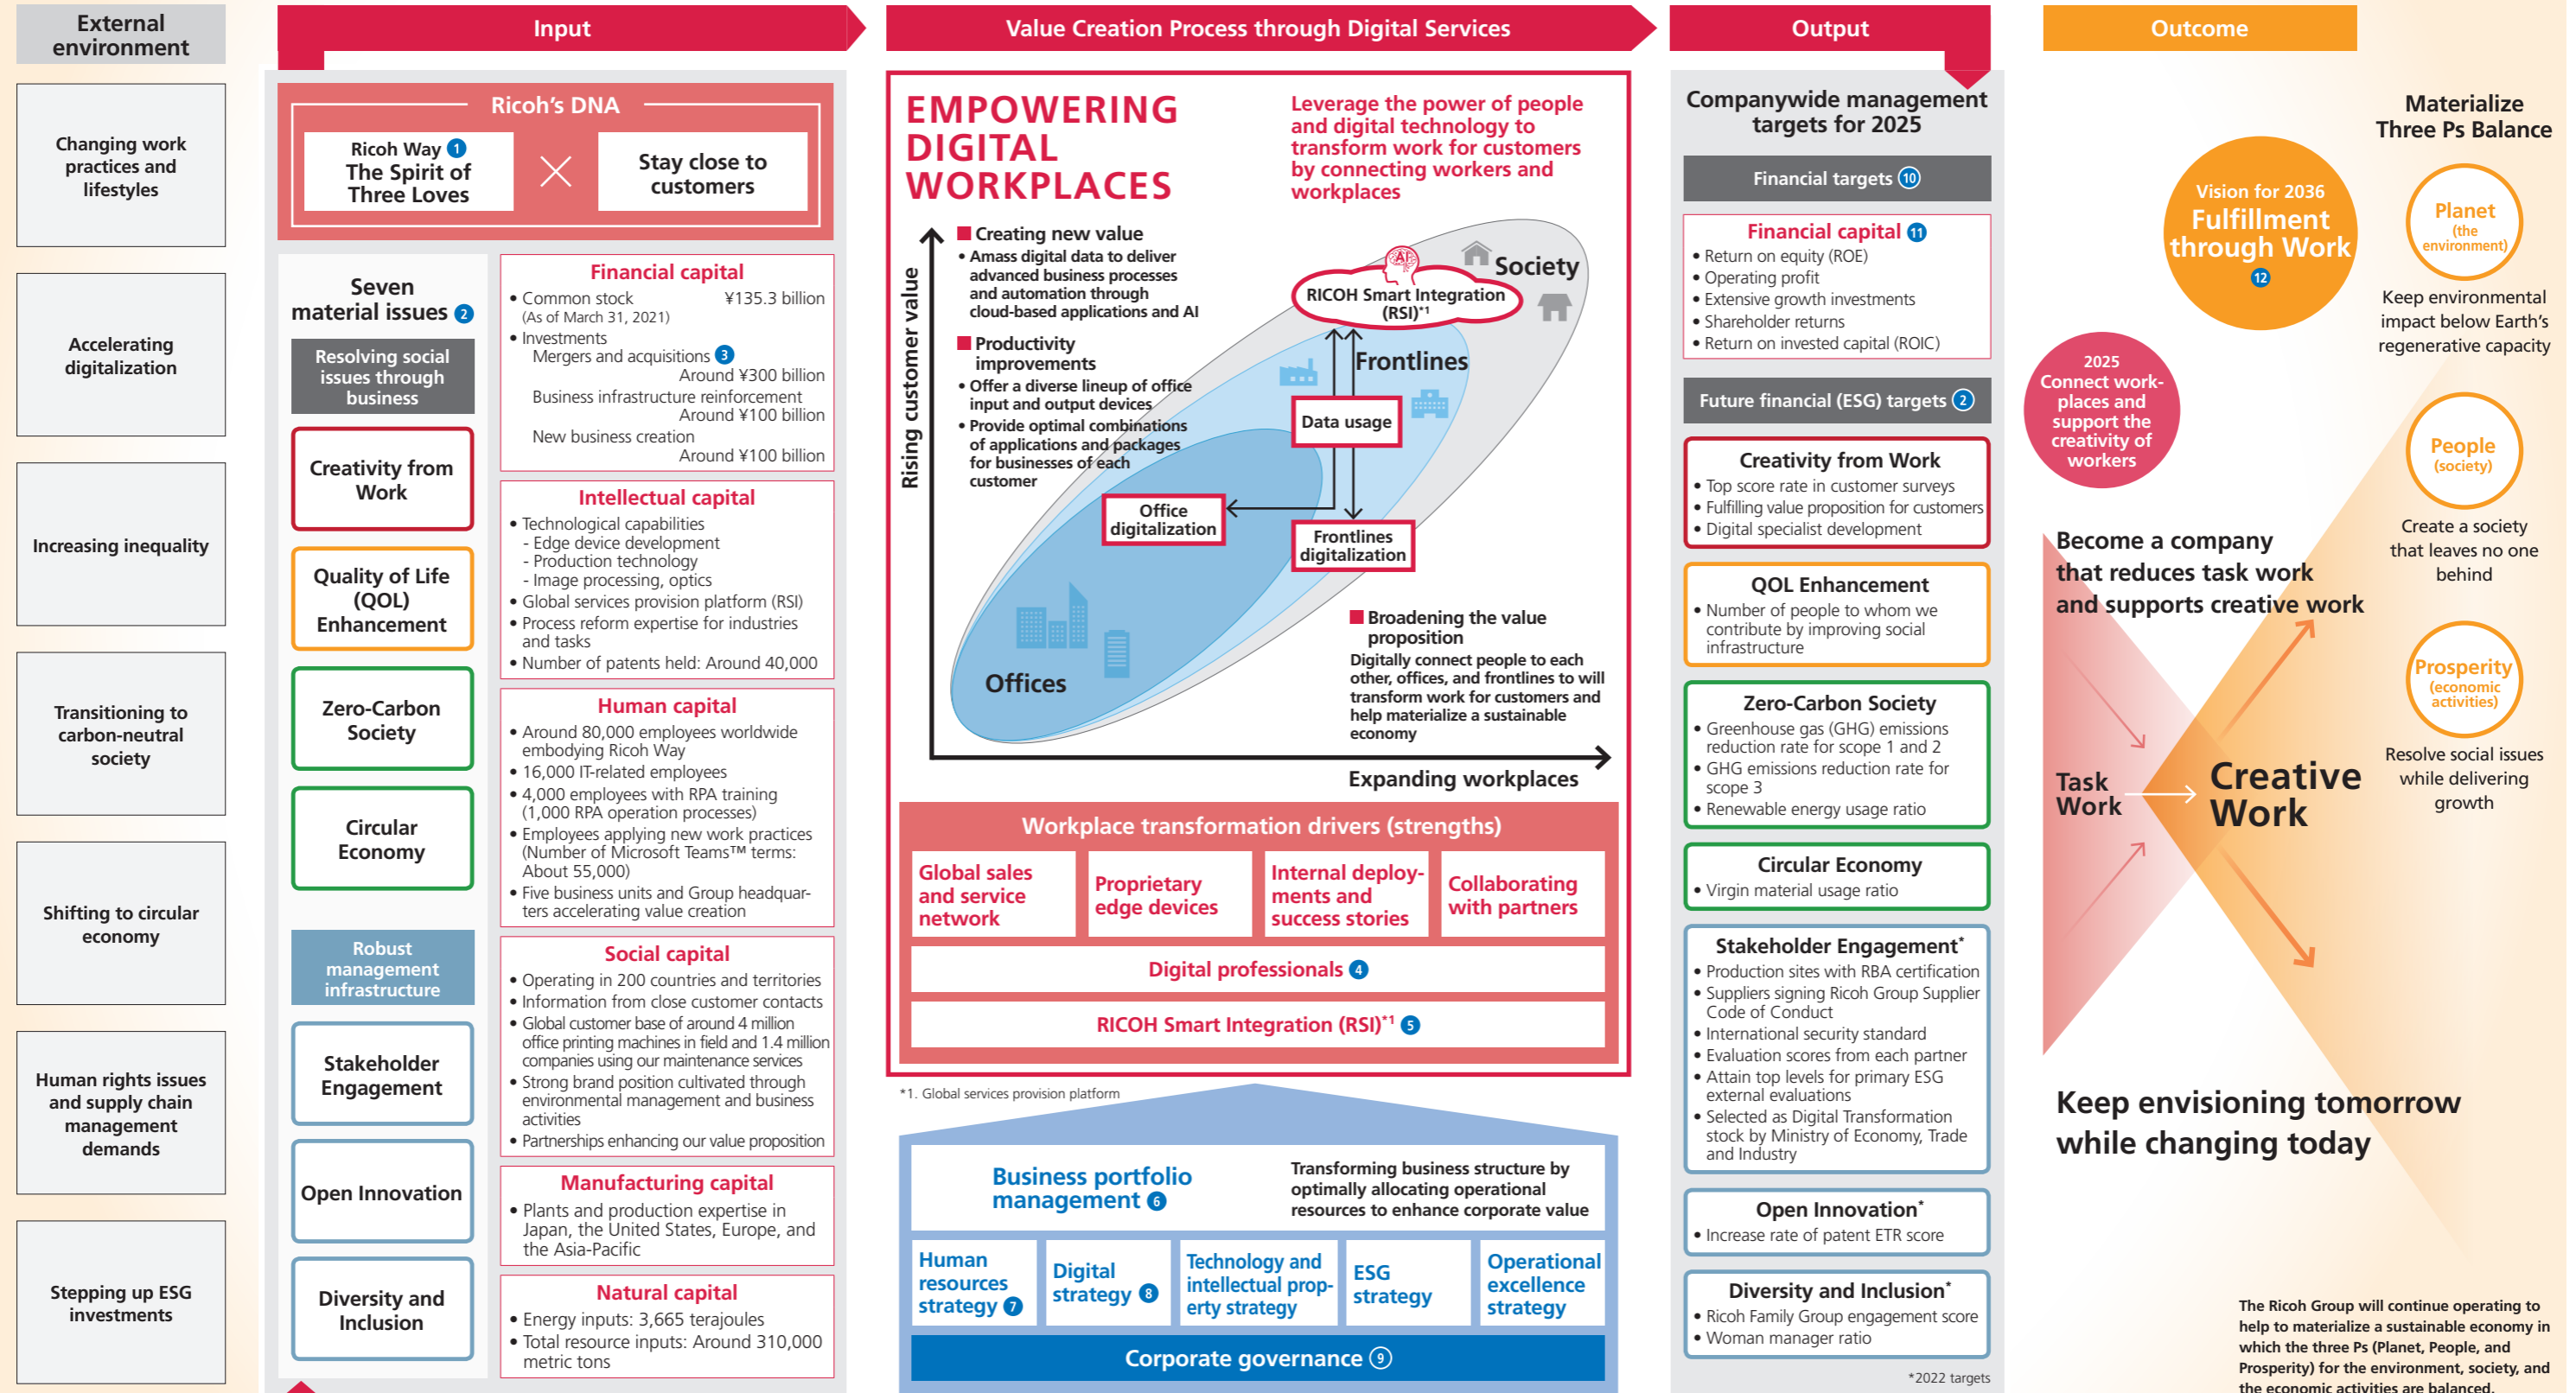 External
environment
Changing work
practices and
lifestyles
Accelerating
digitalization
Increasing inequality
Transitioning to
carbon-neutral
society
Shifting to circular
economy
Human rights issues
and supply chain
management
demands
Stepping up ESG
investments
Input
Ricoh's DNA
Ricoh Way 1
The Spirit of
Three Loves
Stay close to
customers
Seven
material issues 2
Resolving social
issues through
business
Creativity from
Work
Quality of Life
(QOL)
Enhancement
Zero-Carbon
Society
Circular
Economy
Robust
management
infrastructure
Stakeholder
Engagement
Open Innovation
Diversity and
Inclusion
Financial capital
• Common stock ¥135.3 billion
(As of March 31, 2021)
• Investments
Mergers and acquisitions 3
Around ¥300 billion
Business infrastructure reinforcement
Around ¥100 billion
New business creation
Around ¥100 billion
Intellectual capital
• Technological capabilities
- Edge device development
- Production technology
- Image processing, optics
• Global services provision platform (RSI)
• Process reform expertise for industries
and tasks
• Number of patents held: Around 40,000
Human capital
• Around 80,000 employees worldwide
embodying Ricoh Way
• 16,000 IT-related employees
• 4,000 employees with RPA training
(1,000 RPA operation processes)
• Employees applying new work practices
(Number of Microsoft Teams™ terms:
About 55,000)
• Five business units and Group headquar-
ters accelerating value creation
Social capital
• Operating in 200 countries and territories
• Information from close customer contacts
• Global customer base of around 4 million
office printing machines in field and 1.4 million
companies using our maintenance services
• Strong brand position cultivated through
environmental management and business
activities
• Partnerships enhancing our value proposition
Manufacturing capital
• Plants and production expertise in
Japan, the United States, Europe, and
the Asia-Pacific
Natural capital
• Energy inputs: 3,665 terajoules
• Total resource inputs: Around 310,000
metric tons
Value Creation Process through Digital Services
EMPOWERING
DIGITAL
WORKPLACES
Leverage the power of people
and digital technology to
transform work for customers
by connecting workers and
workplaces
Rising customer value
Creating new value
• Amass digital data to deliver
advanced business processes
and automation through
cloud-based applications and AI
Productivity
improvements
• Offer a diverse lineup of office
input and output devices
• Provide optimal combinations
of applications and packages
for businesses of each
customer
AI
RICOH Smart Integration
(RSI)*1
Society
Frontlines
Data usage
Office
digitalization
Frontlines
digitalization
Offices
Broadening the value
proposition
Digitally connect people to each
other, offices, and frontlines to will
transform work for customers and
help materialize a sustainable
economy
Expanding workplaces
Workplace transformation drivers (strengths)
Global sales
and service
network
Proprietary
edge devices
Internal deploy-
ments and
success stories
Collaborating
with partners
Digital professionals 4
RICOH Smart Integration (RSI)*1 5
*1. Global services provision platform
Business portfolio
management 6
Transforming business structure by
optimally allocating operational
resources to enhance corporate value
Human
resources
strategy 7
Digital
strategy 8
Technology and
intellectual prop-
erty strategy
ESG
strategy
Operational
excellence
strategy
Corporate governance 9
Output
Companywide management
targets for 2025
Financial targets 10
Financial capital 11
• Return on equity (ROE)
• Operating profit
• Extensive growth investments
• Shareholder returns
• Return on invested capital (ROIC)
Future financial (ESG) targets 2
Creativity from Work
• Top score rate in customer surveys
• Fulfilling value proposition for customers
• Digital specialist development
QOL Enhancement
• Number of people to whom we
contribute by improving social
infrastructure
Zero-Carbon Society
• Greenhouse gas (GHG) emissions
reduction rate for scope 1 and 2
• GHG emissions reduction rate for
scope 3
• Renewable energy usage ratio
Circular Economy
• Virgin material usage ratio
Stakeholder Engagement*
• Production sites with RBA certification
• Suppliers signing Ricoh Group Supplier
Code of Conduct
• International security standard
• Evaluation scores from each partner
• Attain top levels for primary ESG
external evaluations
• Selected as Digital Transformation
stock by Ministry of Economy, Trade
and Industry
Open Innovation*
• Increase rate of patent ETR score
Diversity and Inclusion*
• Ricoh Family Group engagement score
• Woman manager ratio
*2022 targets
Outcome
Vision for 2036
Fulfillment
through Work
12
2025
Connect work-
places and
support the
creativity of
workers
Become a company
that reduces task work
and supports creative work
Task
Work
Creative
Work
Keep envisioning tomorrow
while changing today
Materialize
Three Ps Balance
Planet
(the
environment)
Keep environmental
impact below Earth's
regenerative capacity
People
(society)
Create a society
that leaves no one
behind
Prosperity
(economic
activities)
Resolve social issues
while delivering
growth
The Ricoh Group will continue operating to
help to materialize a sustainable economy in
which the three Ps (Planet, People, and
Prosperity) for the environment, society, and
the economic activities are balanced.